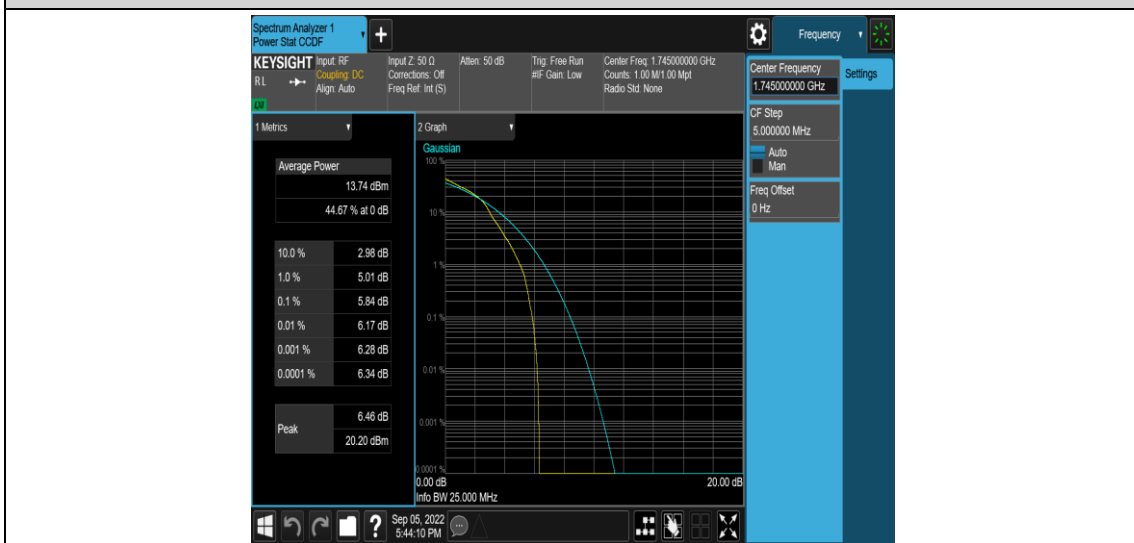 Spectrum Analyzer 1
Power Stat CCDF
+
Frequency
KEYSIGHT
RL
LXI
Input: RF
Coupling: DC
Align: Auto
Input Z: 50 Ω
Corrections: Off
Freq Ref: Int (S)
Atten: 50 dB
Trig: Free Run
#IF Gain: Low
Center Freq: 1.745000000 GHz
Counts: 1.00 M/1.00 Mpt
Radio Std: None
Center Frequency
1.745000000 GHz
Settings
CF Step
5.000000 MHz
Auto
Man
Freq Offset
0 Hz
1 Metrics
Average Power
13.74 dBm
44.67 % at 0 dB
10.0 % 2.98 dB
1.0 % 5.01 dB
0.1 % 5.84 dB
0.01 % 6.17 dB
0.001 % 6.28 dB
0.0001 % 6.34 dB
Peak
6.46 dB
20.20 dBm
2 Graph
Gaussian
100 %
10 %
1 %
0.1 %
0.01 %
0.001 %
0.0001 %
0.00 dB 20.00 dB
Info BW 25.000 MHz
?
Sep 05, 2022
5:44:10 PM